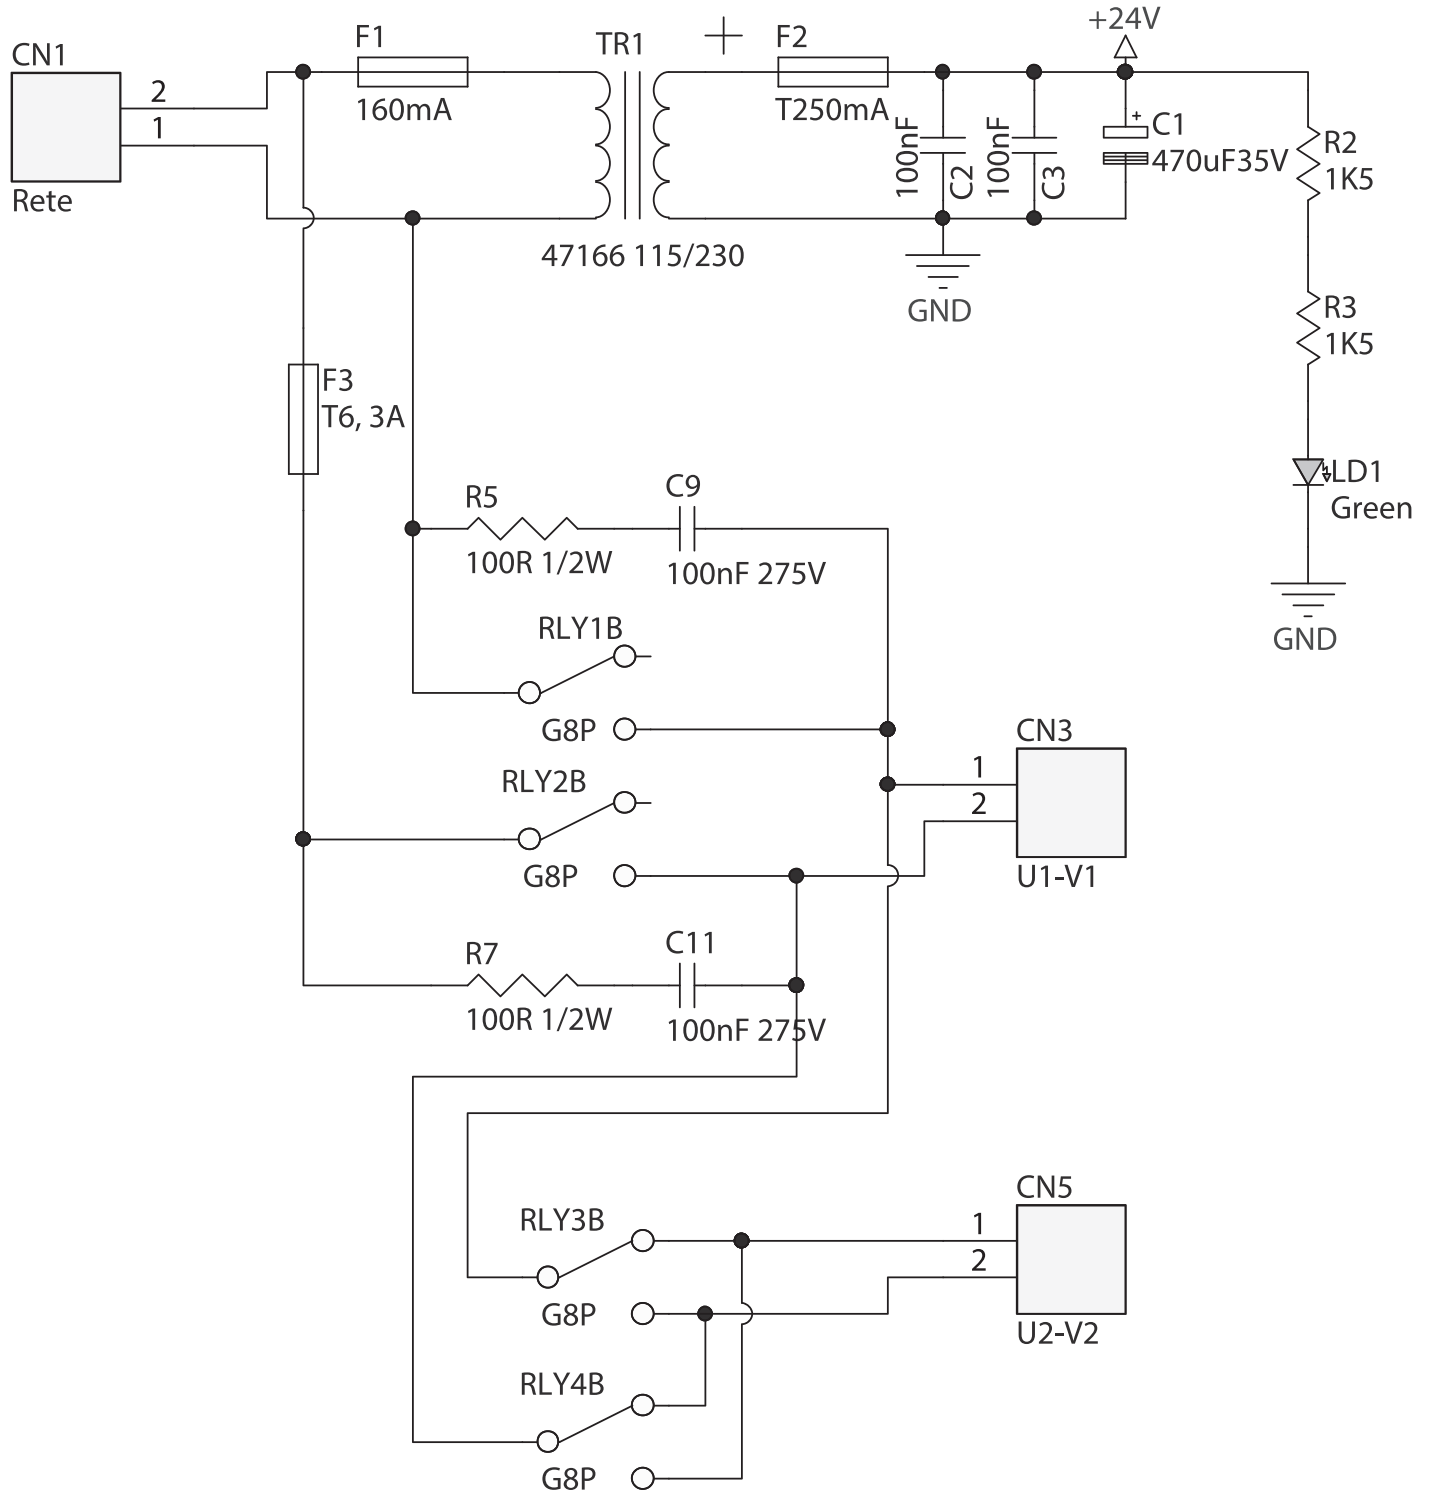 +24V
CN1
F1
TR1
F2
2
160mA
T250mA
1
100nF
C2
100nF
C3
+
C1
470uF35V
R2
1K5
Rete
47166 115/230
GND
R3
1K5
F3
T6, 3A
LD1
Green
R5
C9
100R 1/2W
100nF 275V
RLY1B
GND
G8P
CN3
1
RLY2B
2
G8P
U1-V1
R7
C11
100R 1/2W
100nF 275V
CN5
RLY3B
1
2
G8P
U2-V2
RLY4B
G8P